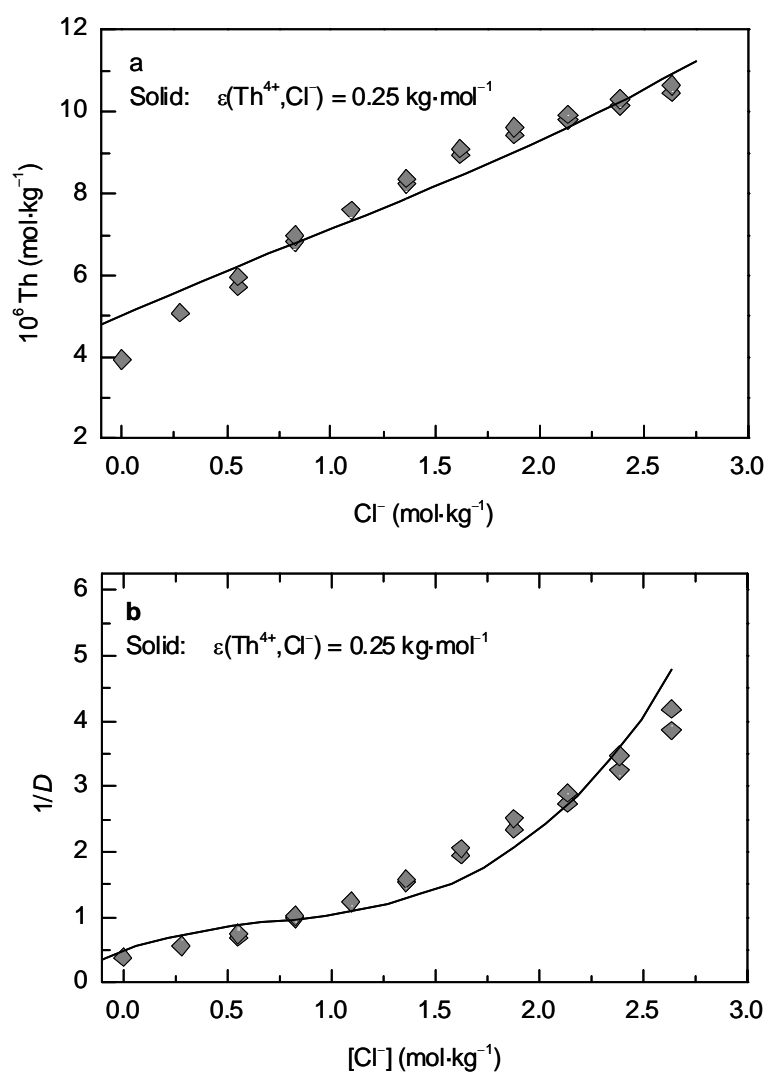 12
10
8
6
4
2
10⁶ Th (mol·kg⁻¹)
a
Solid: ε(Th⁴⁺,Cl⁻) = 0.25 kg·mol⁻¹
0.0 0.5 1.0 1.5 2.0 2.5 3.0
Cl⁻ (mol·kg⁻¹)
6
5
4
3
2
1
0
1/D
b
Solid: ε(Th⁴⁺,Cl⁻) = 0.25 kg·mol⁻¹
0.0 0.5 1.0 1.5 2.0 2.5 3.0
[Cl⁻] (mol·kg⁻¹)